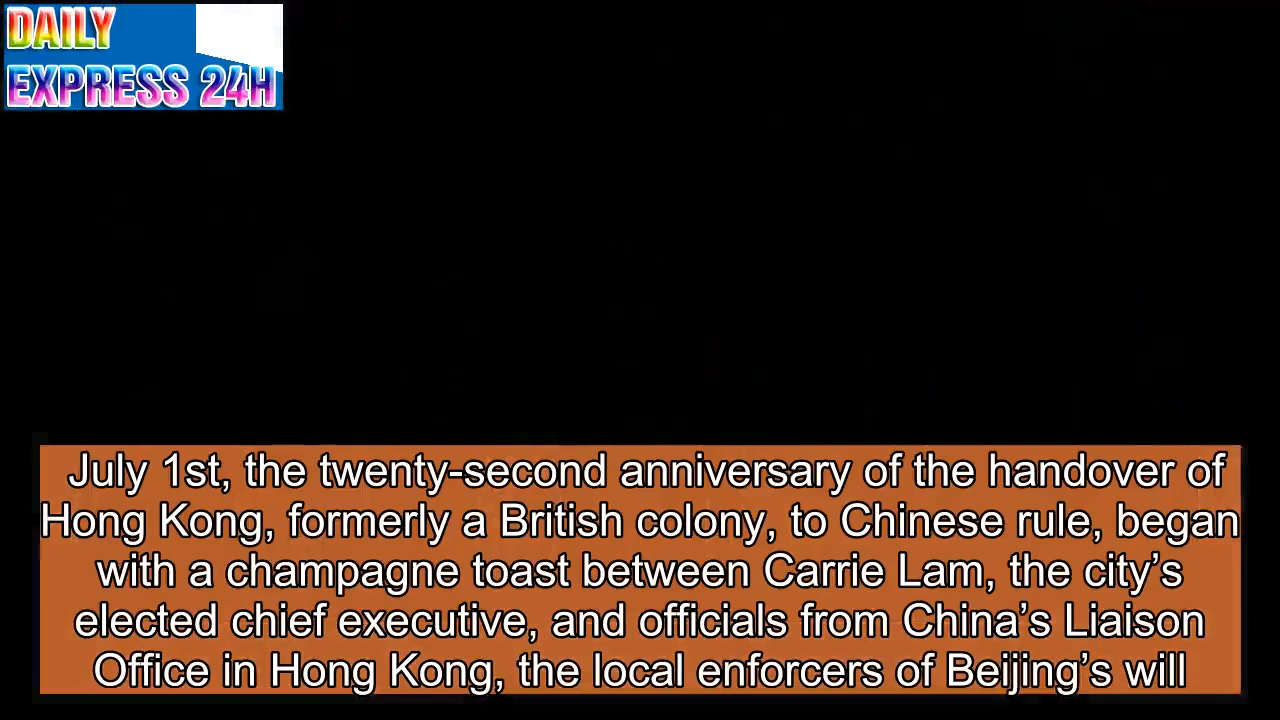 DAILY
EXPRESS 24H
July 1st, the twenty-second anniversary of the handover of
Hong Kong, formerly a British colony, to Chinese rule, began
with a champagne toast between Carrie Lam, the city’s
elected chief executive, and officials from China’s Liaison
Office in Hong Kong, the local enforcers of Beijing’s will